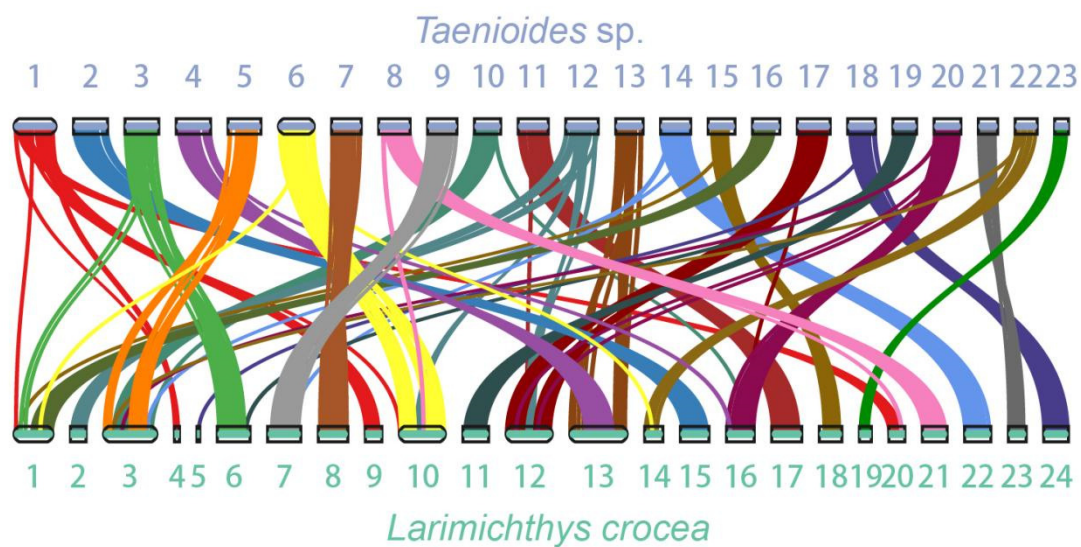 Taenioides sp.
1 2 3 4 5 6 7 8 9 10 11 12 13 14 15 16 17 18 19 20 21 22 23
1 2 3 4 5 6 7 8 9 10 11 12 13 14 15 16 17 18 19 20 21 22 23 24
Larimichthys crocea